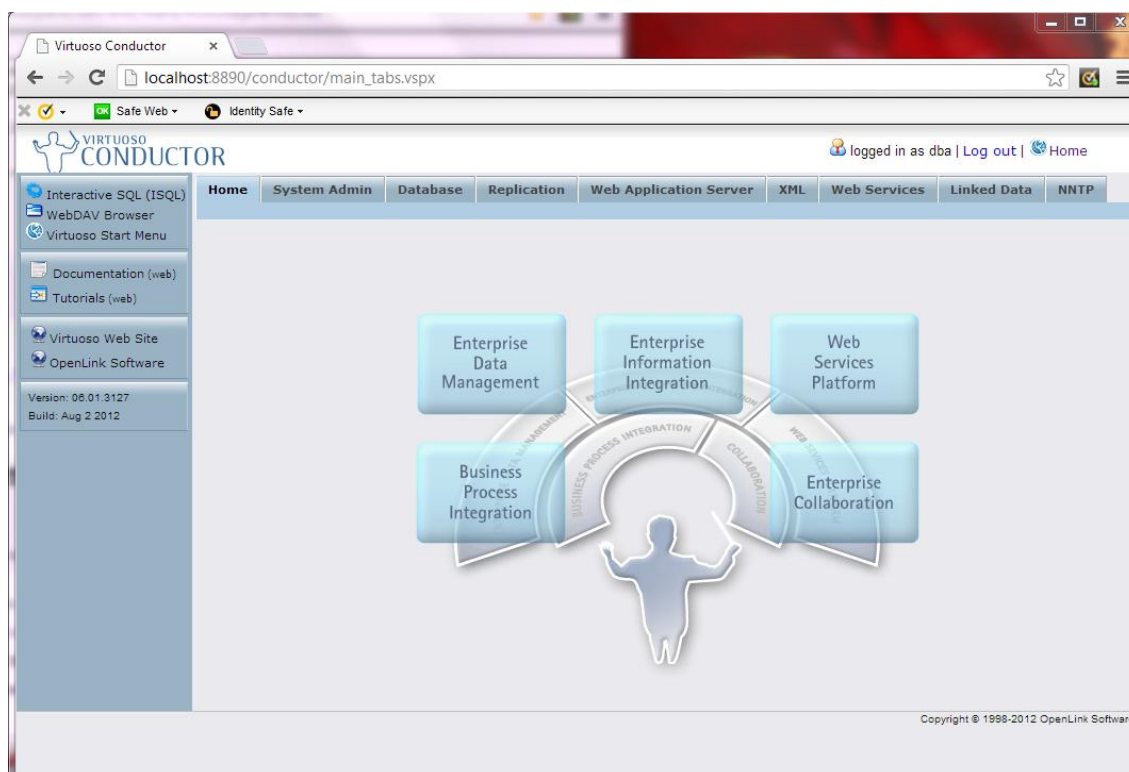 Virtuoso Conductor
localhost:8890/conductor/main_tabs.vspx
Safe Web
Identity Safe
VIRTUOSO
CONDUCTOR
logged in as dba | Log out | Home
Interactive SQL (ISQL)
WebDAV Browser
Virtuoso Start Menu
Documentation (web)
Tutorials (web)
Virtuoso Web Site
OpenLink Software
Version: 06.01.3127
Build: Aug 2 2012
Home System Admin Database Replication Web Application Server XML Web Services Linked Data NNTP
Enterprise
Data
Management
Enterprise
Information
Integration
Web
Services
Platform
Business
Process
Integration
Enterprise
Collaboration
BUSINESS PROCESS INTEGRATION
COLLABORATION
Copyright © 1998-2012 OpenLink Softwar